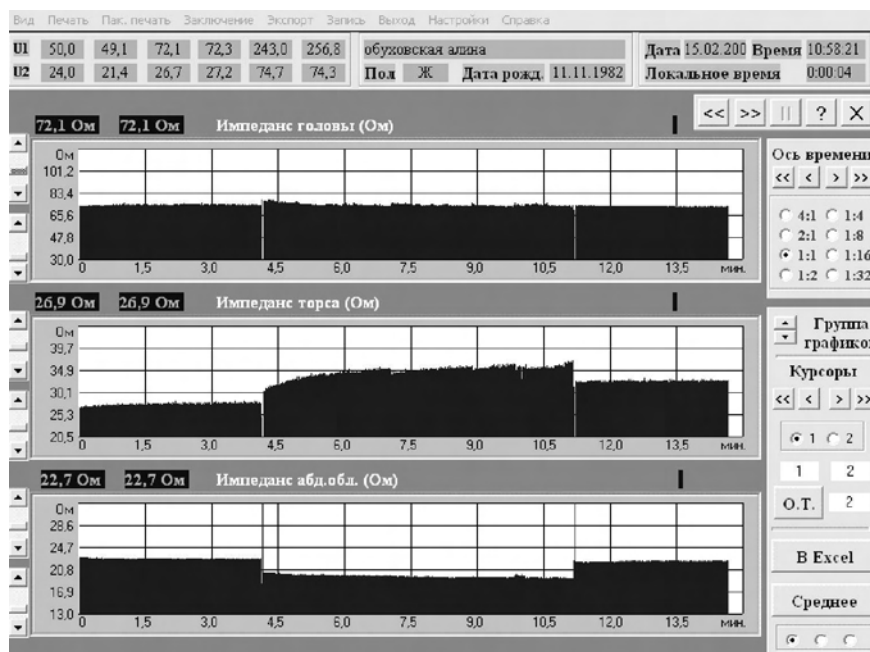 Вид Печать Пак. печать Заключение Экспорт Запись Выход Настройки Справка
U1 50,0 49,1 72,1 72,3 243,0 256,8 обуховская алина Дата 15.02.200 Время 10:58:21
U2 24,0 21,4 26,7 27,2 74,7 74,3 Пол Ж Дата рожд. 11.11.1982 Локальное время 0:00:04
<< >> || ? X
72,1 Ом 72,1 Ом Импеданс головы (Ом)
Ом
101,2
83,4
65,6
47,8
30,0
0 1,5 3,0 4,5 6,0 7,5 9,0 10,5 12,0 13,5 мин.
26,9 Ом 26,9 Ом Импеданс торса (Ом)
Ом
39,7
34,9
30,1
25,3
20,5
0 1,5 3,0 4,5 6,0 7,5 9,0 10,5 12,0 13,5 мин.
22,7 Ом 22,7 Ом Импеданс абд.обл. (Ом)
Ом
28,6
24,7
20,8
16,9
13,0
0 1,5 3,0 4,5 6,0 7,5 9,0 10,5 12,0 13,5 мин.
Ось времени
<< < > >>
4:1 1:4
2:1 1:8
1:1 1:16
1:2 1:32
Группа
графиков
Курсоры
<< < > >>
1 2
1 2
О.Т. 2
В Excel
Среднее